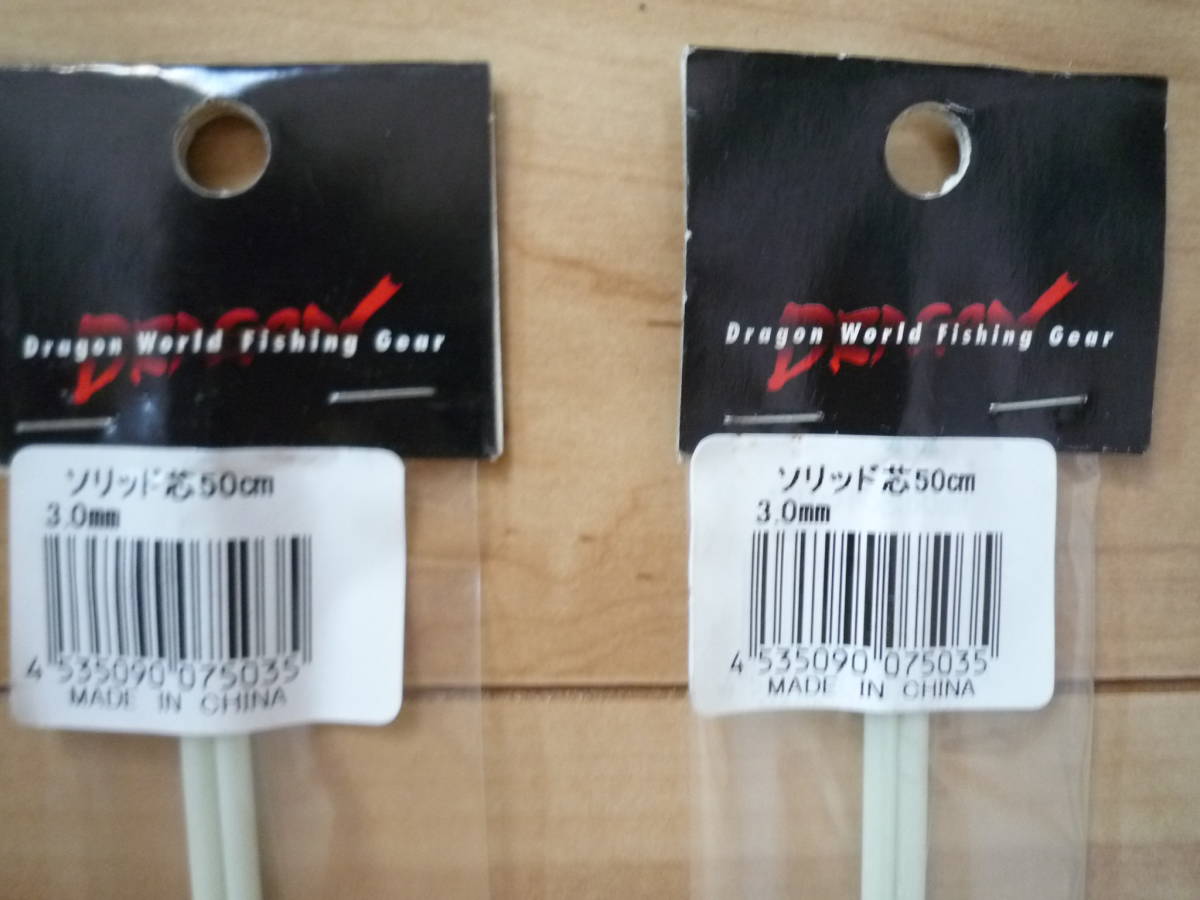 DRAGON
Dragon World Fishing Gear
ソリッド芯50cm
3.0mm
4 535090 075035
MADE IN CHINA
DRAGON
Dragon World Fishing Gear
ソリッド芯50cm
3.0mm
4 535090 075035
MADE IN CHINA